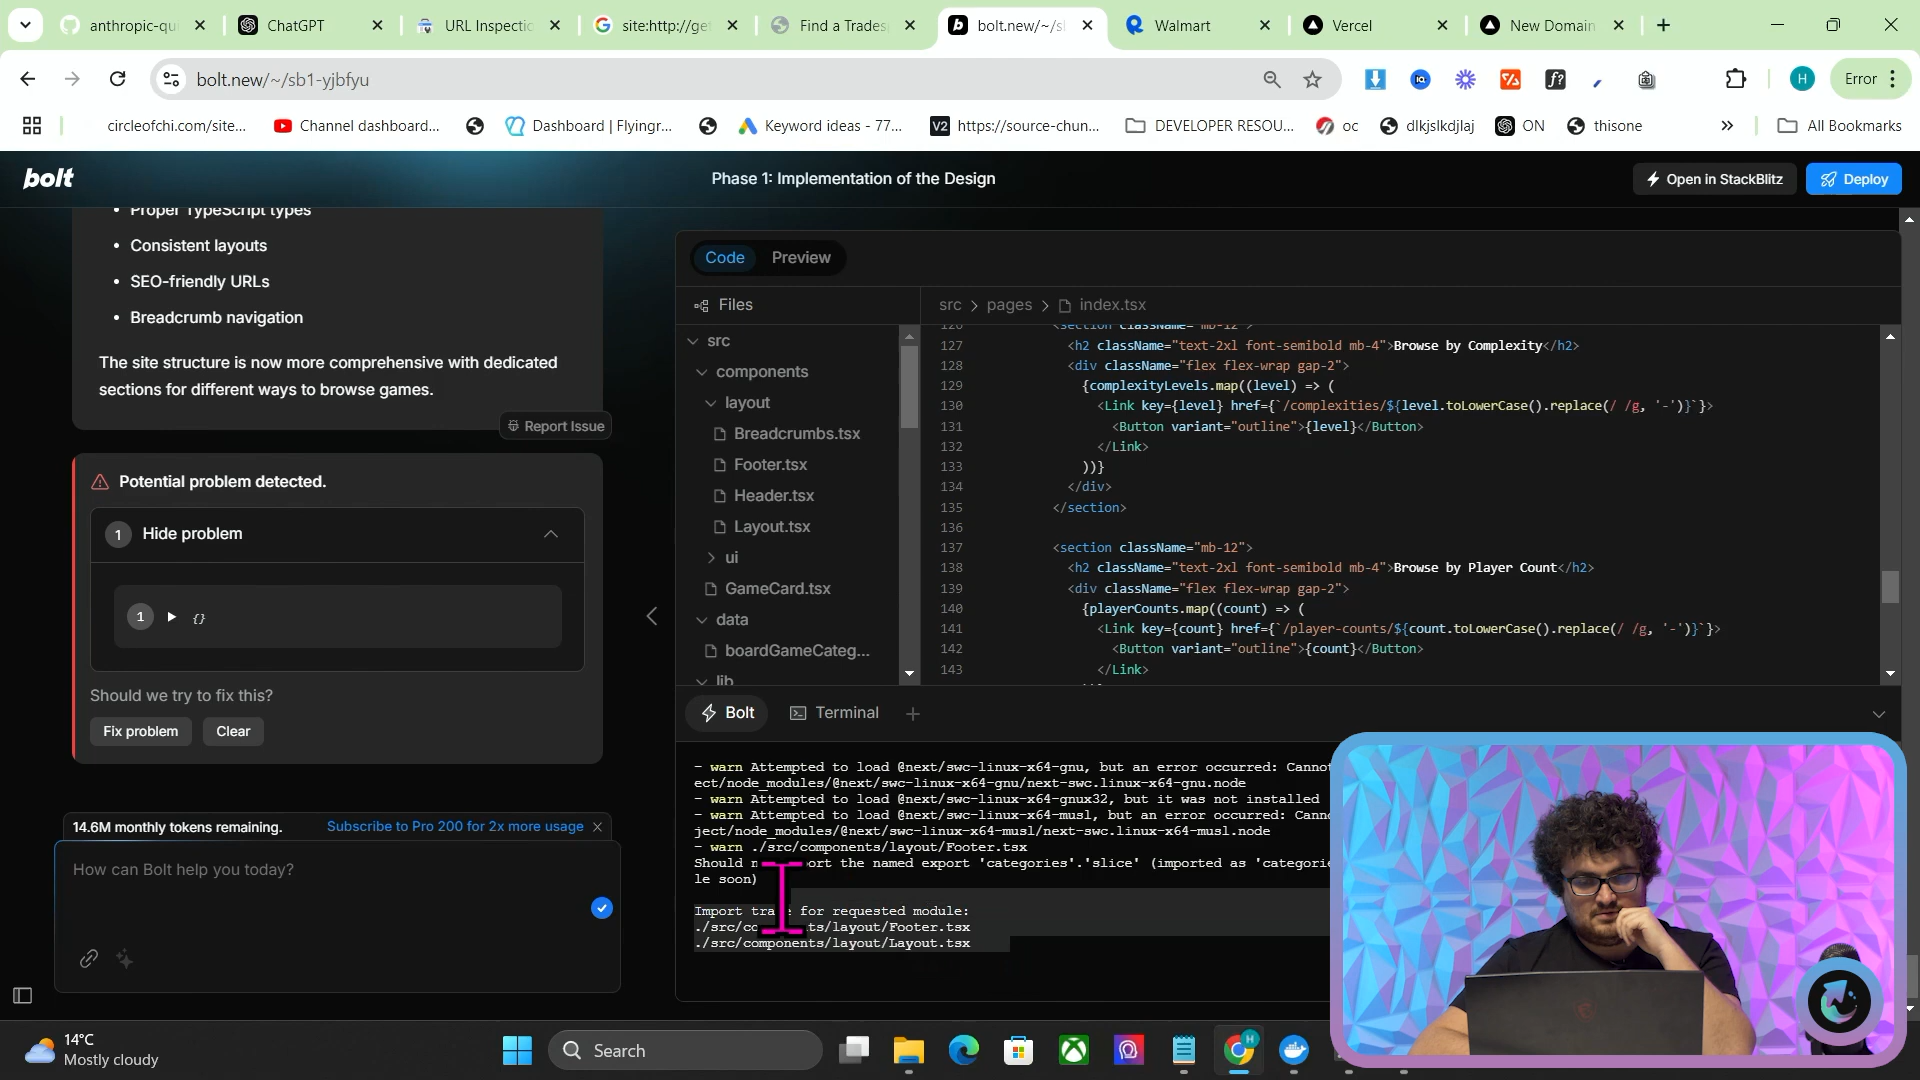 anthropic-qu
ChatGPT
URL Inspectio
site:http://get
Find a Trades
bolt.new/~/sl
Walmart
Vercel
New Domain
bolt.new/~/sb1-yjbfyu
Error
circleofchi.com/site...
Channel dashboard...
Dashboard | Flyingr...
Keyword ideas - 77...
https://source-chun...
DEVELOPER RESOU...
oc
dlkjslkdjlaj
ON
thisone
All Bookmarks
bolt
Phase 1: Implementation of the Design
Open in StackBlitz
Deploy
• Proper TypeScript types
• Consistent layouts
• SEO-friendly URLs
• Breadcrumb navigation
The site structure is now more comprehensive with dedicated
sections for different ways to browse games.
Report Issue
Potential problem detected.
1 Hide problem
1 {}
Should we try to fix this?
Fix problem
Clear
14.6M monthly tokens remaining.
Subscribe to Pro 200 for 2x more usage
How can Bolt help you today?
Code
Preview
Files
src
components
layout
Breadcrumbs.tsx
Footer.tsx
Header.tsx
Layout.tsx
ui
GameCard.tsx
data
boardGameCateg...
lib
src > pages > index.tsx
126 <section className="mb-12">
127 <h2 className="text-2xl font-semibold mb-4">Browse by Complexity</h2>
128 <div className="flex flex-wrap gap-2">
129 {complexityLevels.map((level) => (
130 <Link key={level} href={`/complexities/${level.toLowerCase().replace(/ /g, '-')}`}>
131 <Button variant="outline">{level}</Button>
132 </Link>
133 ))}
134 </div>
135 </section>
136
137 <section className="mb-12">
138 <h2 className="text-2xl font-semibold mb-4">Browse by Player Count</h2>
139 <div className="flex flex-wrap gap-2">
140 {playerCounts.map((count) => (
141 <Link key={count} href={`/player-counts/${count.toLowerCase().replace(/ /g, '-')}`}>
142 <Button variant="outline">{count}</Button>
143 </Link>
Bolt
Terminal
- warn Attempted to load @next/swc-linux-x64-gnu, but an error occurred: Cannot
ect/node_modules/@next/swc-linux-x64-gnu/next-swc.linux-x64-gnu.node
- warn Attempted to load @next/swc-linux-x64-gnux32, but it was not installed
- warn Attempted to load @next/swc-linux-x64-musl, but an error occurred: Canno
ject/node_modules/@next/swc-linux-x64-musl/next-swc.linux-x64-musl.node
- warn ./src/components/layout/Footer.tsx
Should n port the named export 'categories'.'slice' (imported as 'categorie
le soon)
Import tra for requested module:
./src/co ts/layout/Footer.tsx
./src/components/layout/Layout.tsx
14°C
Mostly cloudy
Search